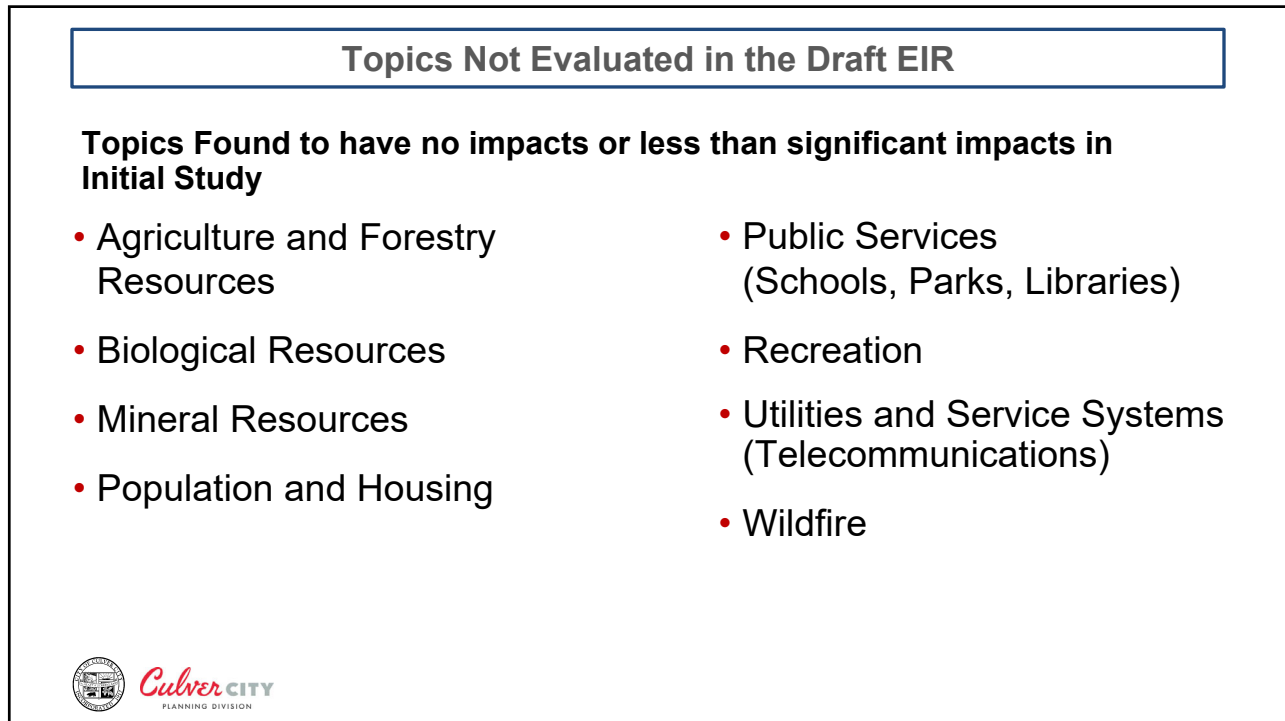 Topics Not Evaluated in the Draft EIR
Topics Found to have no impacts or less than significant impacts in
Initial Study
• Agriculture and Forestry
Resources
• Biological Resources
• Mineral Resources
• Population and Housing
• Public Services
(Schools, Parks, Libraries)
• Recreation
• Utilities and Service Systems
(Telecommunications)
• Wildfire
Culver CITY
PLANNING DIVISION